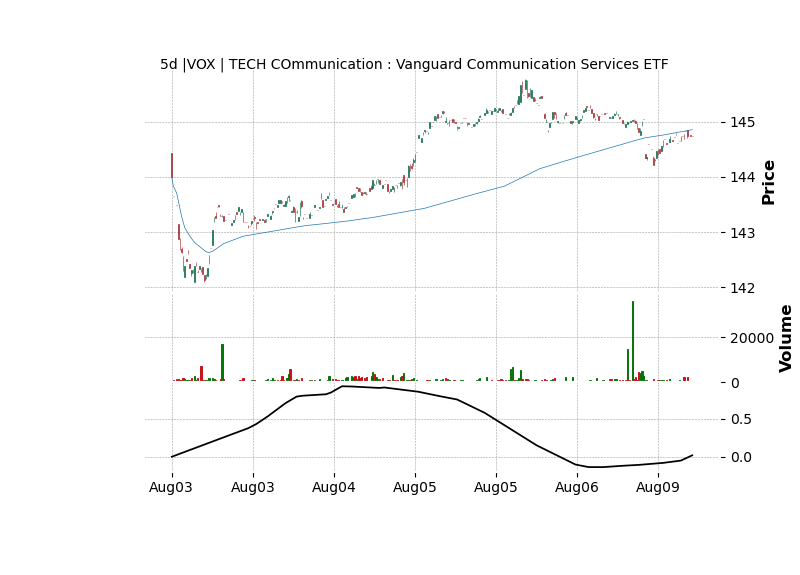 5d |VOX | TECH COmmunication : Vanguard Communication Services ETF
145
144
143
142
Price
20000
0
Volume
0.5
0.0
Aug03 Aug03 Aug04 Aug05 Aug05 Aug06 Aug09